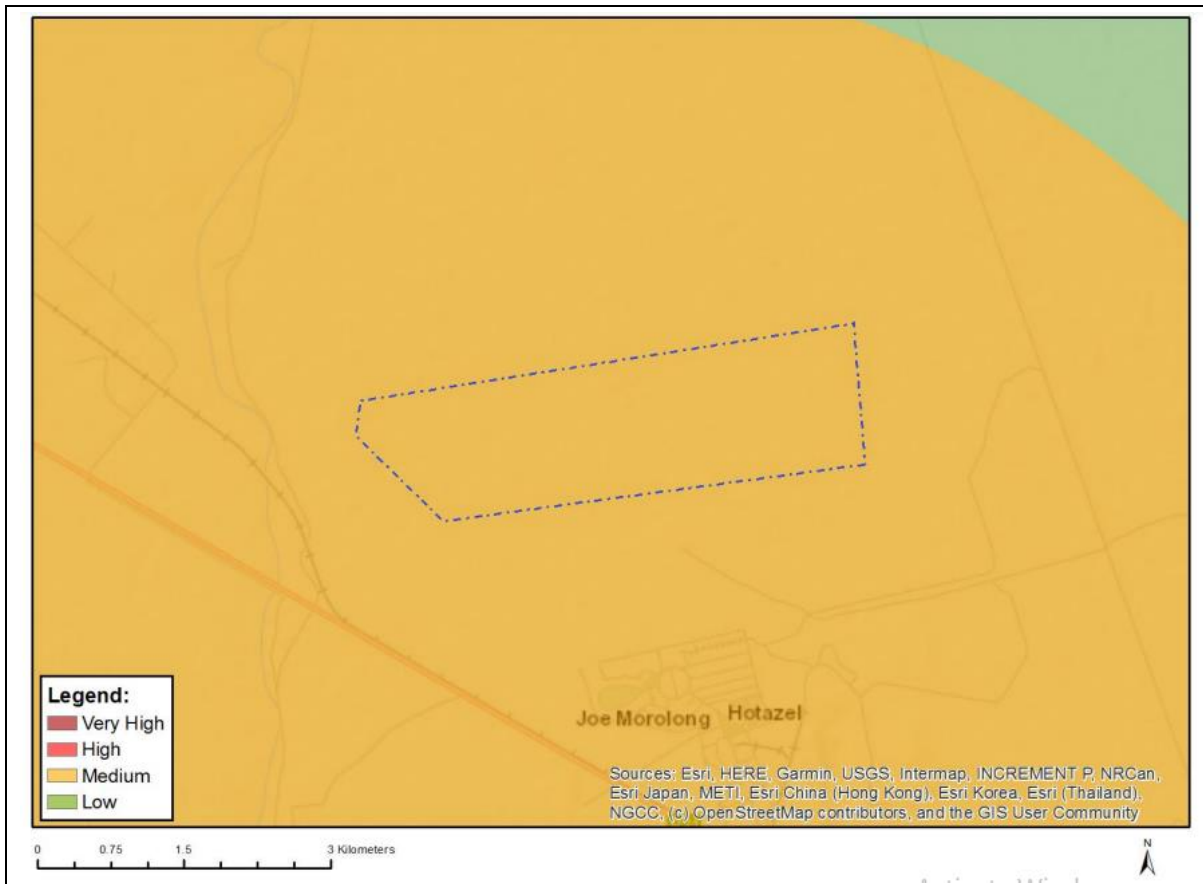 Joe Morolong
Hotazel
Legend:
Very High
High
Medium
Low
Sources: Esri, HERE, Garmin, USGS, Intermap, INCREMENT P, NRCan,
Esri Japan, METI, Esri China (Hong Kong), Esri Korea, Esri (Thailand),
NGCC, (c) OpenStreetMap contributors, and the GIS User Community
0 0.75 1.5 3 Kilometers
N